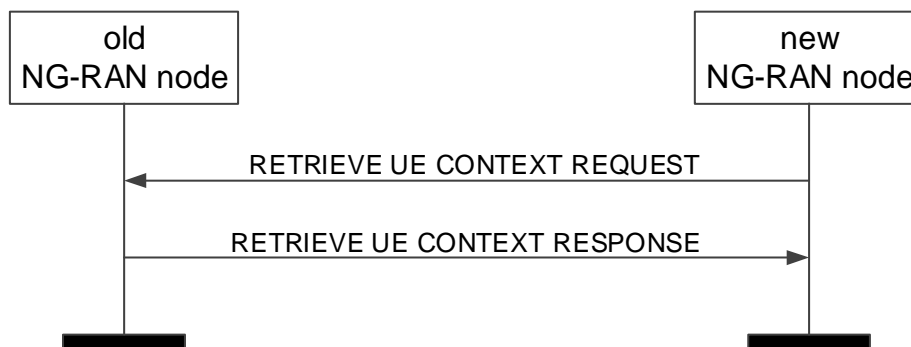 old
NG-RAN node
new
NG-RAN node
RETRIEVE UE CONTEXT REQUEST
RETRIEVE UE CONTEXT RESPONSE